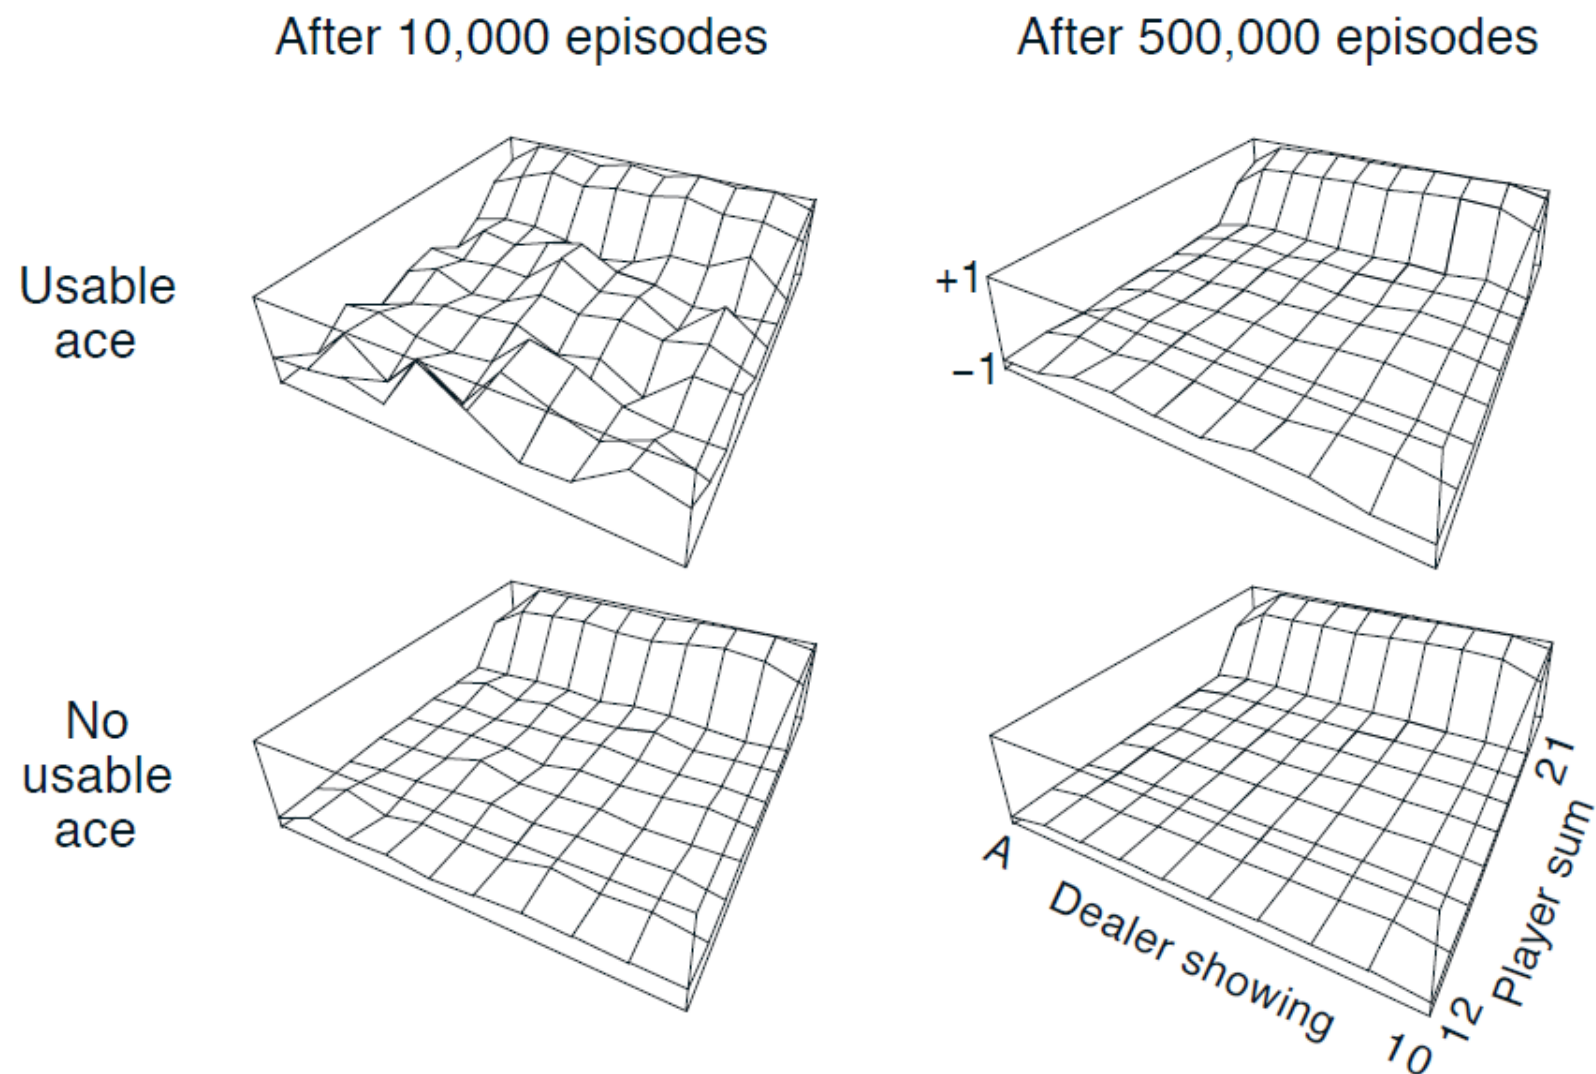 After 10,000 episodes
After 500,000 episodes
Usable
ace
+1
−1
No
usable
ace
A
Dealer showing
10
12
Player sum
21